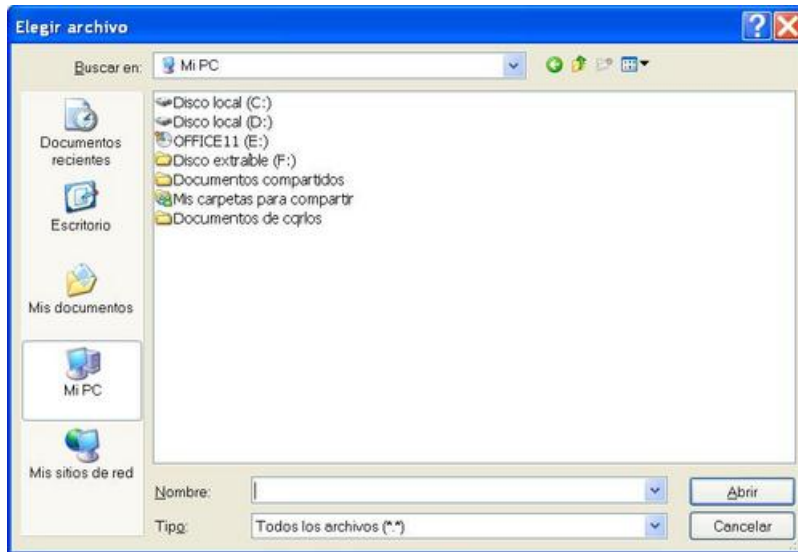 Elegir archivo
Buscar en: Mi PC
Disco local (C:)
Disco local (D:)
OFFICE11 (E:)
Disco extraíble (F:)
Documentos compartidos
Mis carpetas para compartir
Documentos de cqrlos
Documentos
recientes
Escritorio
Mis documentos
Mi PC
Mis sitios de red
Nombre:
Abrir
Tipo: Todos los archivos (*.*)
Cancelar